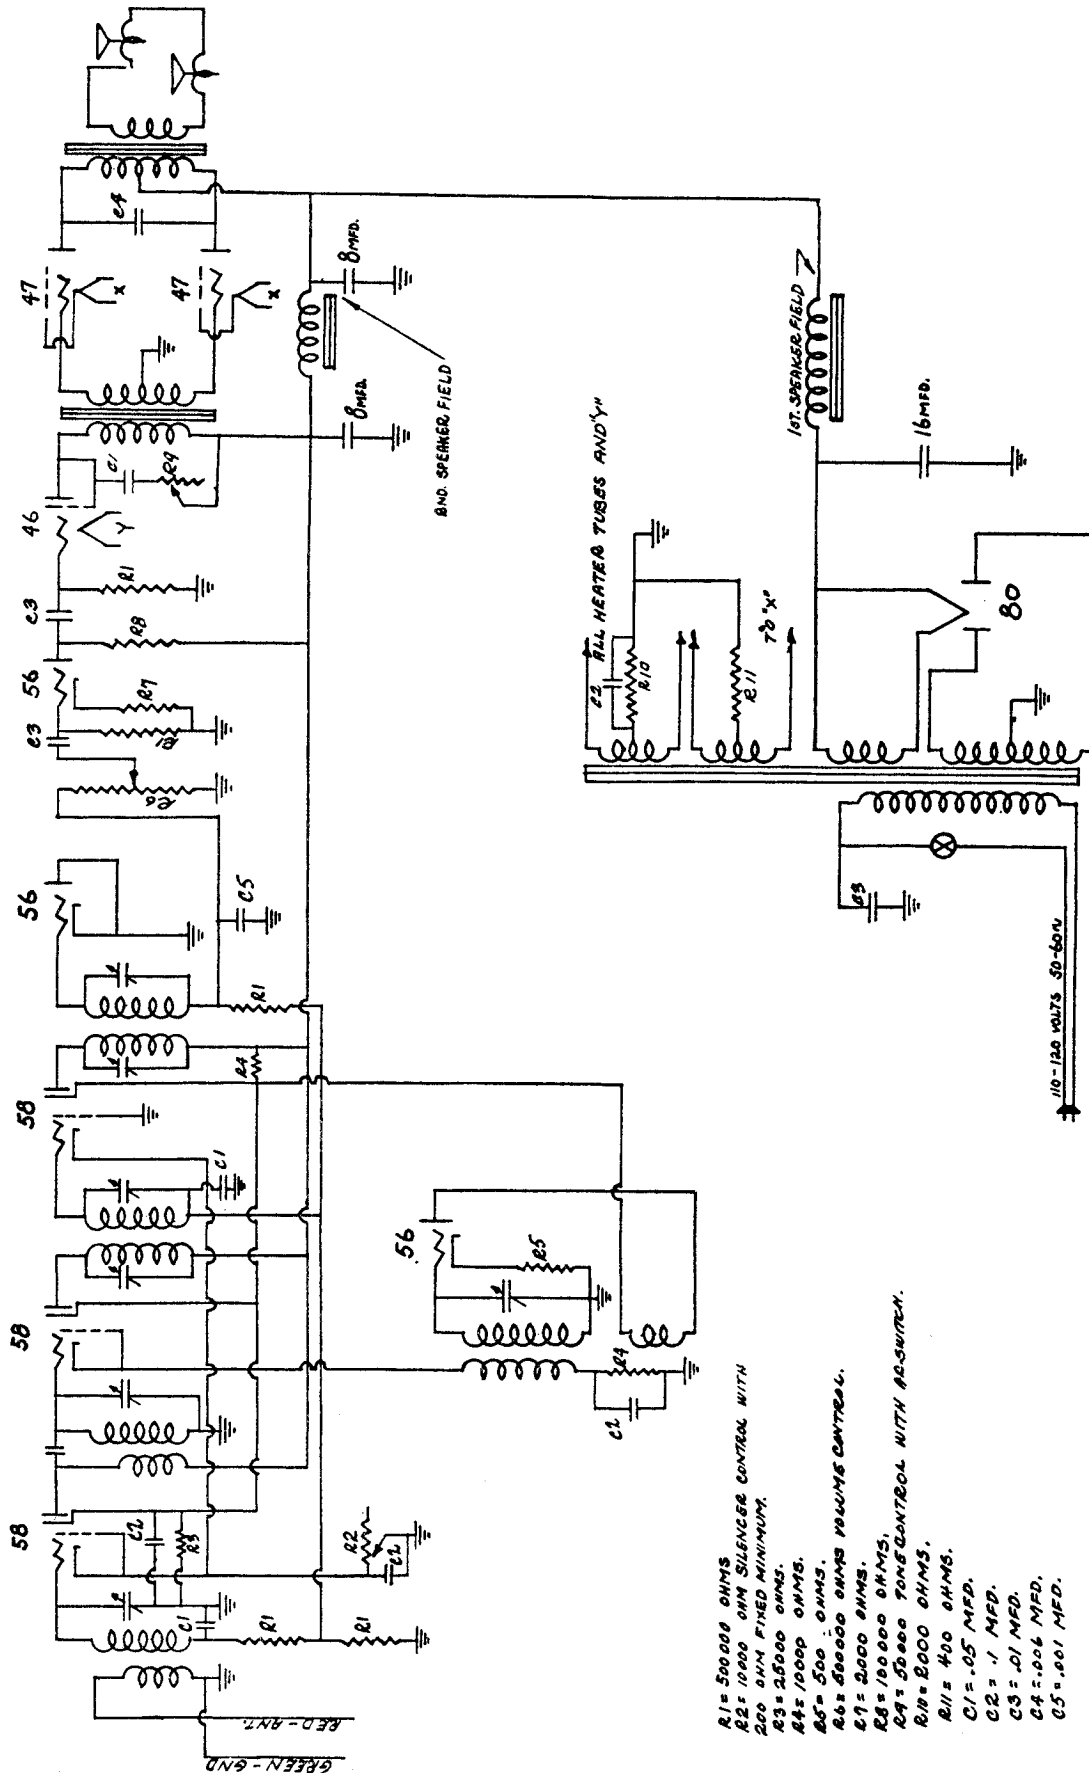 58
58
58
56
56
46
47
47
56
80
RED-ANT.
GREEN-GND
C1
R1
R1
C2
R3
R2
C2
C1
R4
R1
C5
R6
C3
R1
R7
R8
C3
R1
Y
C1
R9
X
X
C4
8MFD.
8MFD.
2ND. SPEAKER FIELD
R5
R4
C2
ALL HEATER TUBES AND "Y"
C2
R10
R11
TO "X"
1ST. SPEAKER FIELD
16MFD.
C3
110-120 VOLTS 50-60~
R1=500000 OHMS
R2=10000 OHM SILENCER CONTROL WITH
200 OHM FIXED MINIMUM.
R3=25000 OHMS.
R4=10000 OHMS.
R5=500 OHMS.
R6=500000 OHMS VOLUME CONTROL.
R7=2000 OHMS.
R8=100000 OHMS.
R9=50000 TONE CONTROL WITH AC SWITCH.
R10=2000 OHMS.
R11=400 OHMS.
C1=.05 MFD.
C2=.1 MFD.
C3=.01 MFD.
C4=.006 MFD.
C5=.001 MFD.